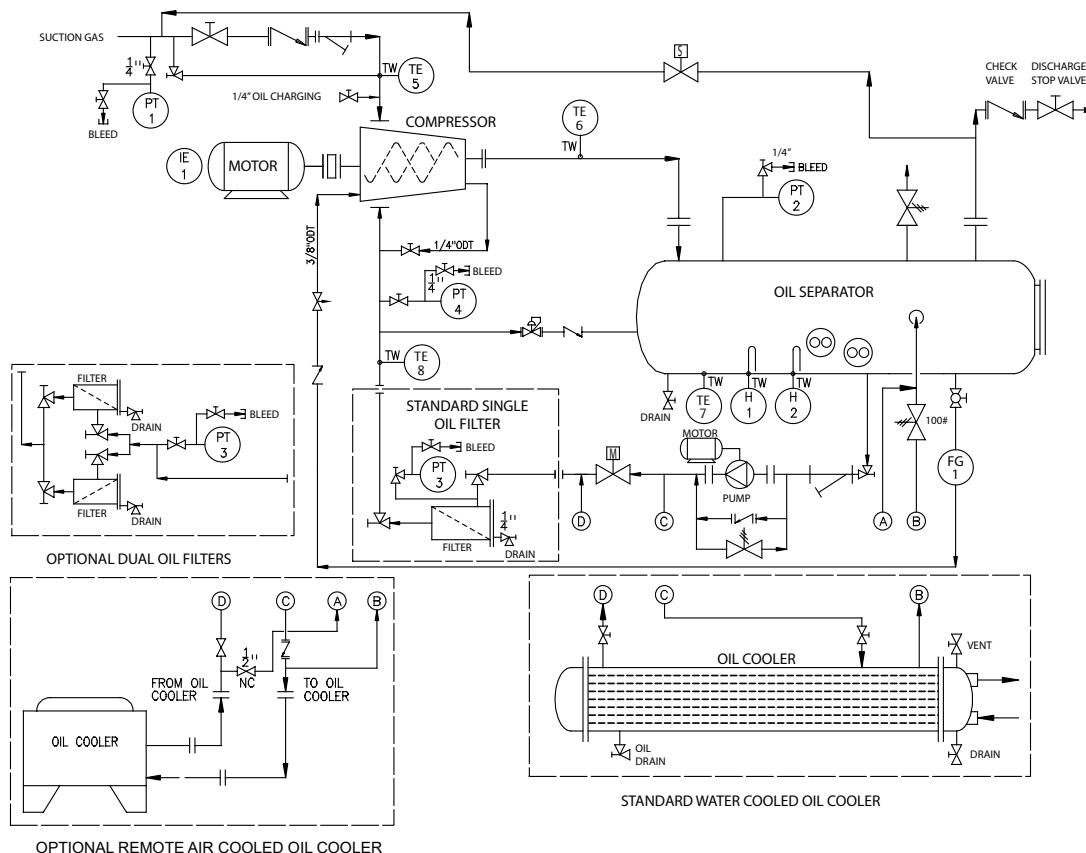 SUCTION GAS
1/4"
PT
1
BLEED
TW
TE
5
1/4" OIL CHARGING
COMPRESSOR
IE
1
MOTOR
TE
6
TW
S
CHECK
VALVE
DISCHARGE
STOP VALVE
1/4"
BLEED
PT
2
3/8"ODT
1/4"ODT
1/4"
BLEED
PT
4
OIL SEPARATOR
TW
TE
8
DRAIN
TW
TE
7
TW
H
1
TW
H
2
100#
FG
1
FILTER
DRAIN
BLEED
PT
3
FILTER
DRAIN
OPTIONAL DUAL OIL FILTERS
STANDARD SINGLE
OIL FILTER
BLEED
PT
3
1/4"
FILTER
DRAIN
M
MOTOR
PUMP
D
C
A
B
D
C
A
B
1/2"
NC
FROM OIL
COOLER
TO OIL
COOLER
OIL COOLER
OPTIONAL REMOTE AIR COOLED OIL COOLER
D
C
B
VENT
OIL COOLER
OIL
DRAIN
DRAIN
STANDARD WATER COOLED OIL COOLER